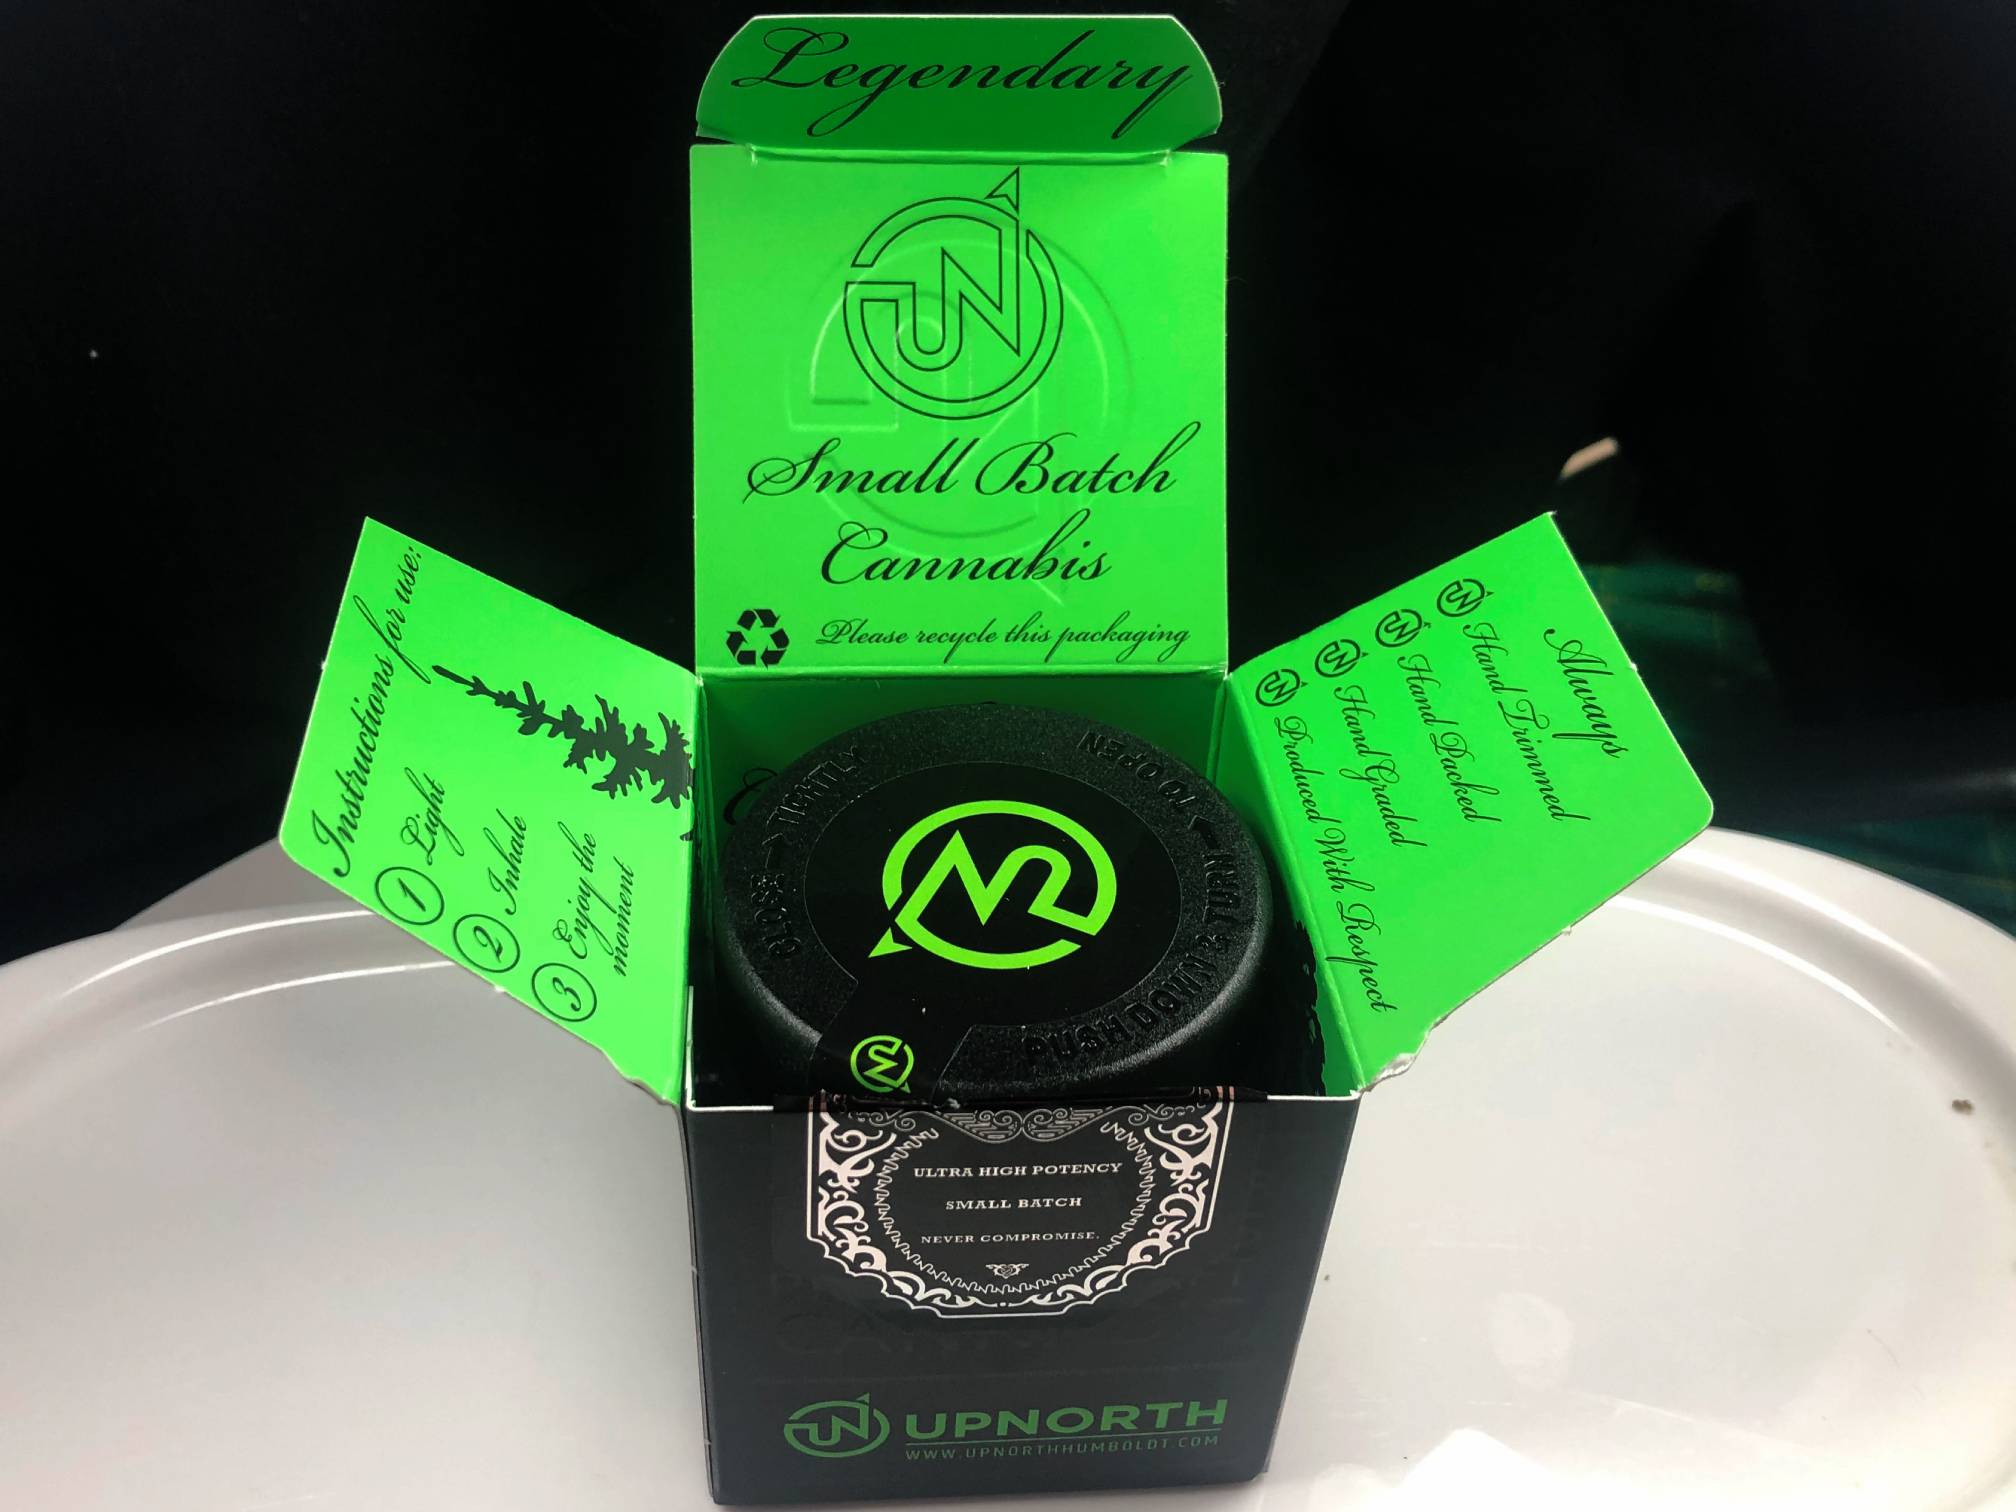 Legendary
Small Batch
Cannabis
Please recycle this packaging
Instructions for use:
1 Light
2 Inhale
3 Enjoy the
moment
Always
Hand Trimmed
Hand Packed
Hand Graded
Produced With Respect
CLOSE TIGHTLY
PUSH DOWN & TURN TO OPEN
ULTRA HIGH POTENCY
SMALL BATCH
NEVER COMPROMISE.
UPNORTH
WWW.UPNORTHHUMBOLDT.COM